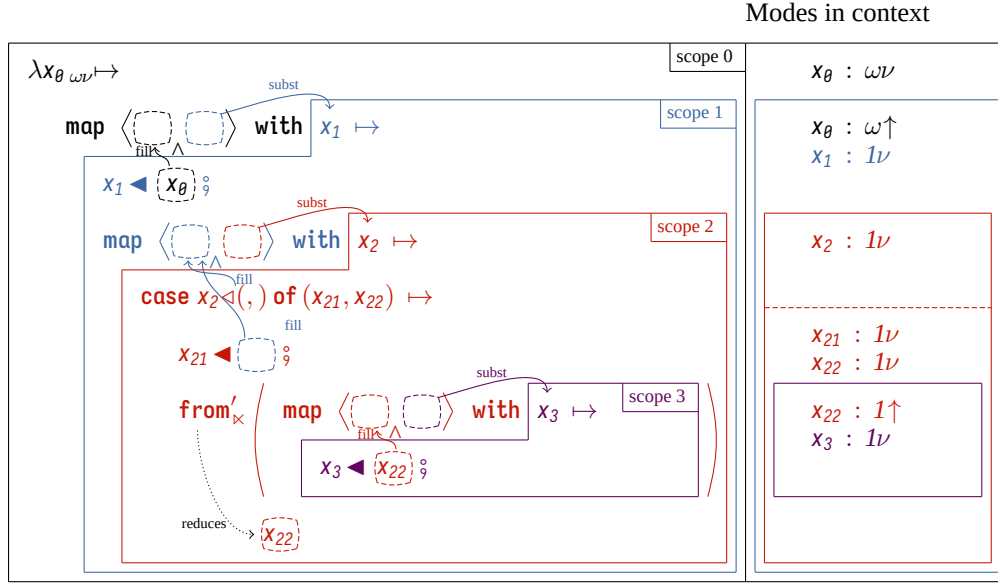 Modes in context
scope 0
λx₀ ων ↦
x₀ : ων
subst
scope 1
map ⟨ ∧ ⟩ with x₁ ↦
x₀ : ω↑
fill
x₁ : 1ν
x₁ ◄ x₀ ⨟
subst
scope 2
map ⟨ ∧ ⟩ with x₂ ↦
x₂ : 1ν
fill
case x₂ ◁ (,) of (x₂₁, x₂₂) ↦
fill
x₂₁ : 1ν
x₂₁ ◄ ⨟
x₂₂ : 1ν
subst
scope 3
from′⋉ ( map ⟨ ∧ ⟩ with x₃ ↦ )
x₂₂ : 1↑
fill
x₃ : 1ν
x₃ ◄ x₂₂ ⨟
reduces
x₂₂